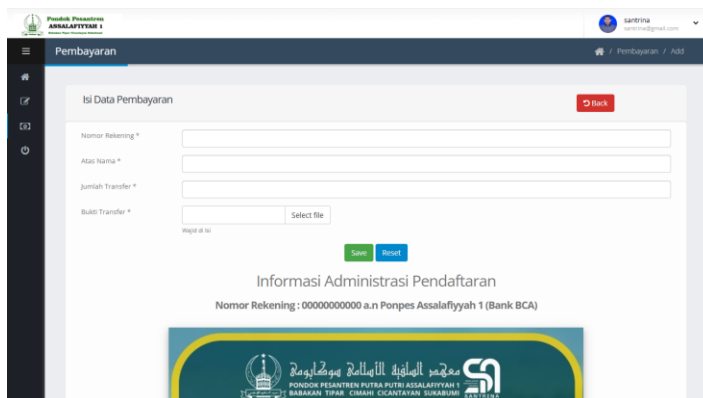 Pondok Pesantren
ASSALAFIYYAH 1
santrina
santrina@gmail.com
Pembayaran
/ Pembayaran / Add
Isi Data Pembayaran
Back
Nomor Rekening *
Atas Nama *
Jumlah Transfer *
Bukti Transfer *
Select file
Wajid di isi
Save
Reset
Informasi Administrasi Pendaftaran
Nomor Rekening : 00000000000 a.n Ponpes Assalafiyyah 1 (Bank BCA)
PONDOK PESANTREN PUTRA PUTRI ASSALAFIYYAH 1
BABAKAN TIPAR CIMAHI CICANTAYAN SUKABUMI
SANTRINA